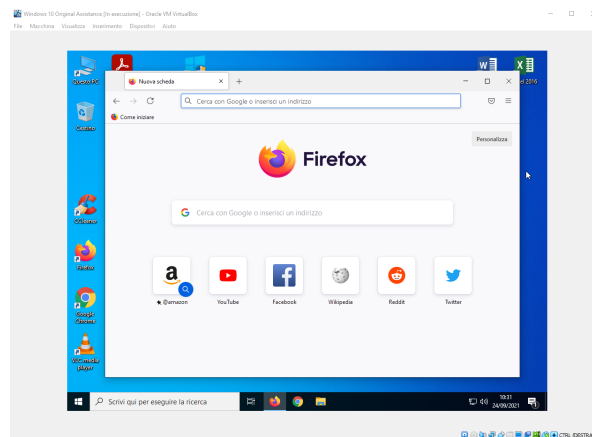 Windows 10 Original Assistance [In esecuzione] - Oracle VM VirtualBox
File Macchina Visualizza Inserimento Dispositivi Aiuto
Questo PC
W
X
el 2016
Nuova scheda
Cerca con Google o inserisci un indirizzo
Come iniziare
Cestino
Personalizza
Firefox
G Cerca con Google o inserisci un indirizzo
CCleaner
Firefox
a
f
@amazon YouTube Facebook Wikipedia Reddit Twitter
Google Chrome
VLC media player
Scrivi qui per eseguire la ricerca
10:31
24/09/2021
CTRL (DESTRA)